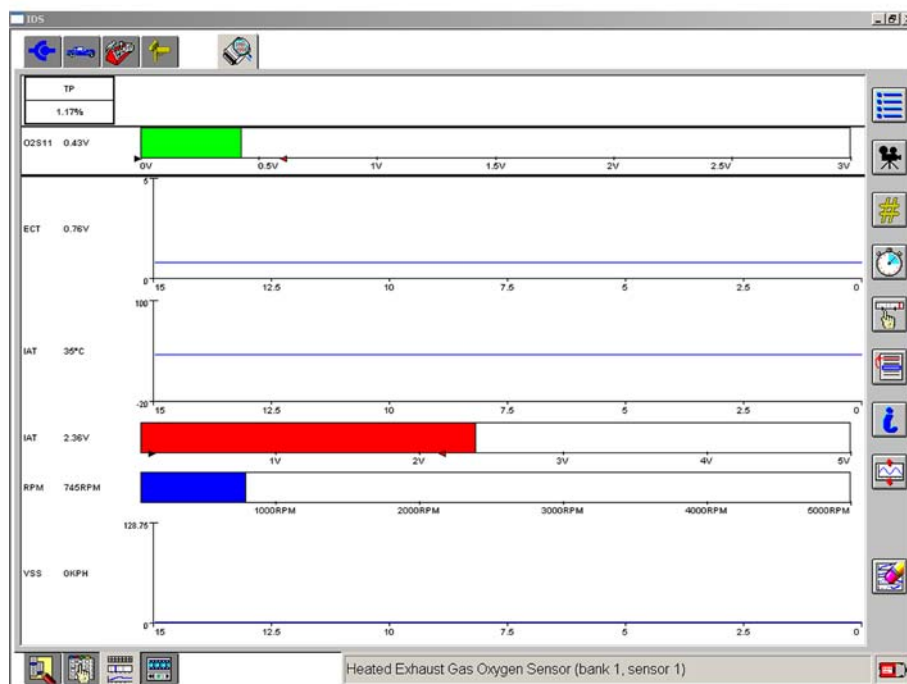 IDS
TP
1.17%
O2S11 0.43V
0V 0.5V 1V 1.5V 2V 2.5V 3V
5
ECT 0.76V
0
15 12.5 10 7.5 5 2.5 0
100
IAT 35°C
-20
15 12.5 10 7.5 5 2.5 0
IAT 2.36V
1V 2V 3V 4V 5V
RPM 745RPM
1000RPM 2000RPM 3000RPM 4000RPM 5000RPM
128.75
VSS 0KPH
0
15 12.5 10 7.5 5 2.5 0
Heated Exhaust Gas Oxygen Sensor (bank 1, sensor 1)